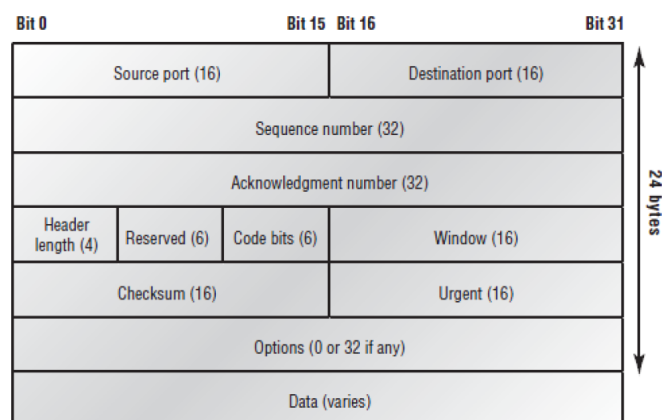 Bit 0 Bit 15 Bit 16 Bit 31
Source port (16) Destination port (16)
Sequence number (32)
Acknowledgment number (32)
Header
length (4) Reserved (6) Code bits (6) Window (16)
Checksum (16) Urgent (16)
Options (0 or 32 if any)
Data (varies)
24 bytes